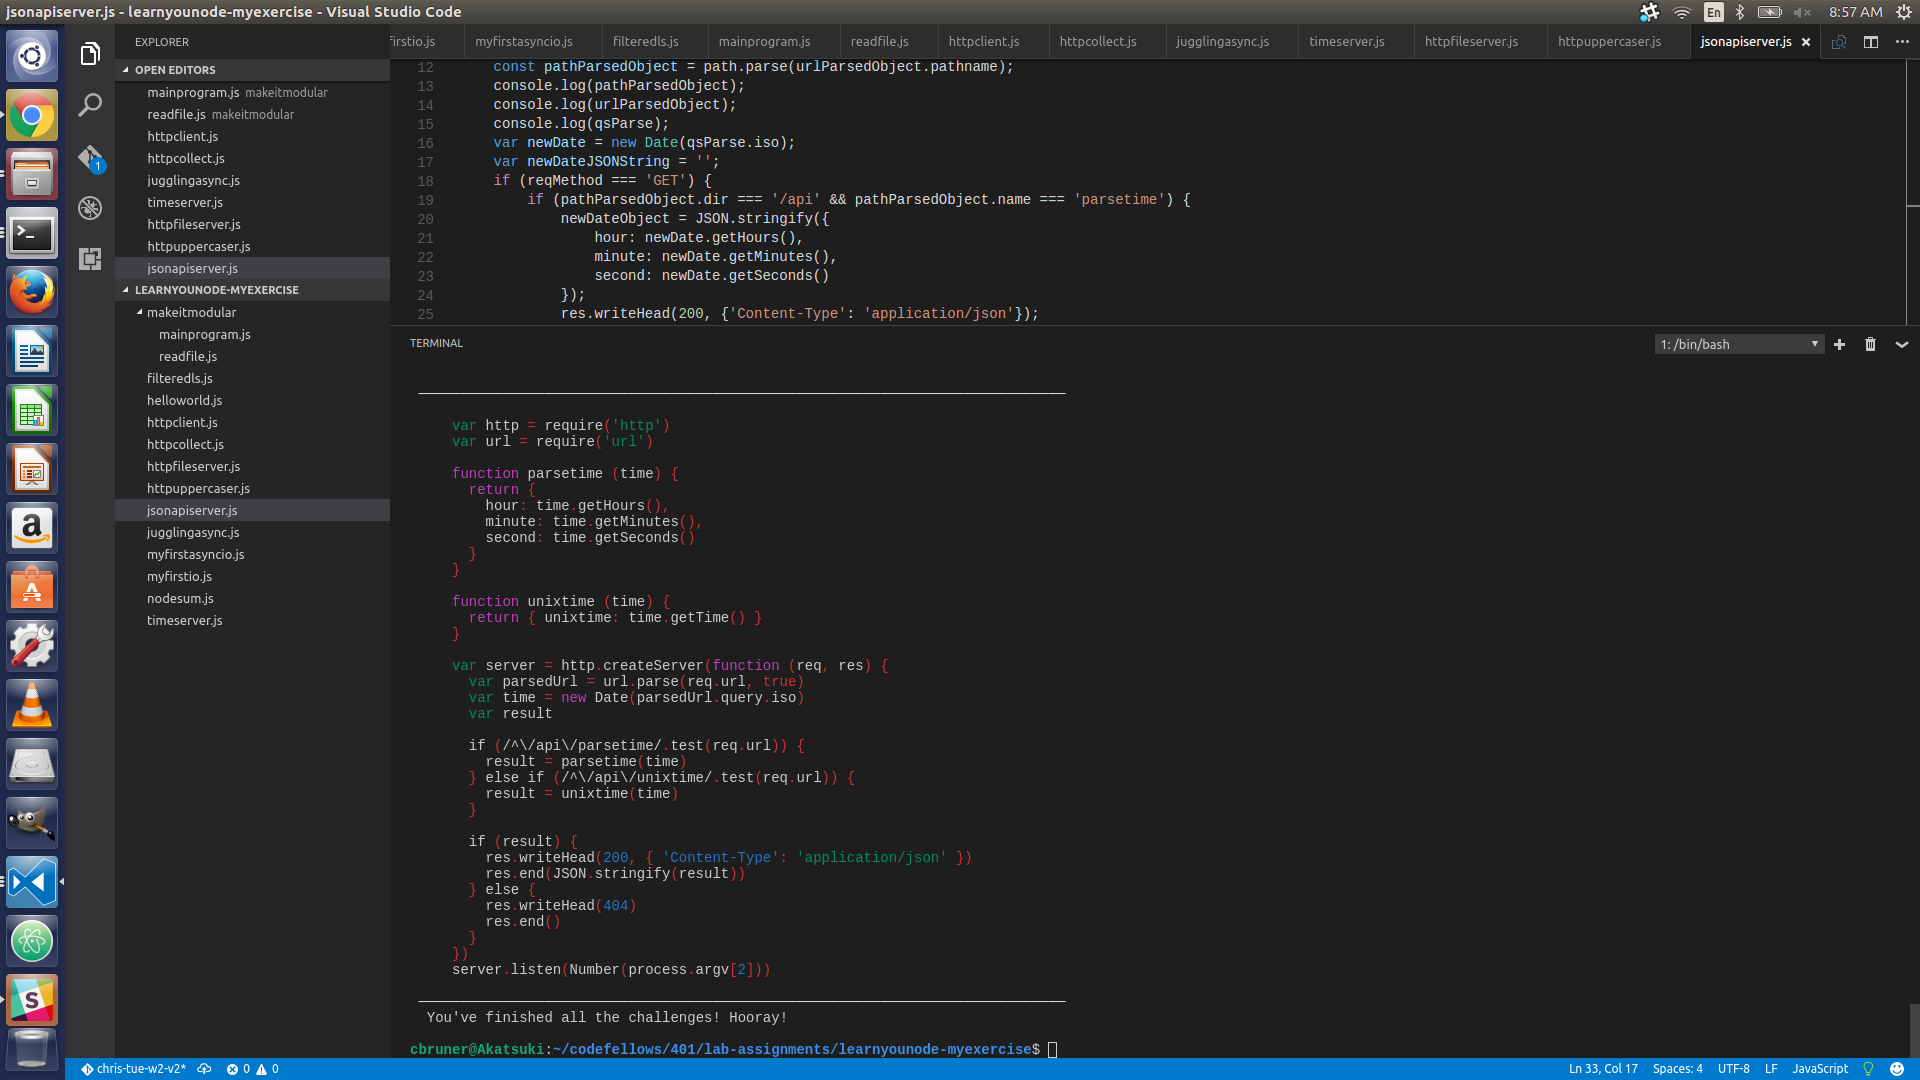 jsonapiserver.js - learnyounode-myexercise - Visual Studio Code
En
8:57 AM
EXPLORER
OPEN EDITORS
mainprogram.js makeitmodular
readfile.js makeitmodular
httpclient.js
httpcollect.js
jugglingasync.js
timeserver.js
httpfileserver.js
httpuppercaser.js
jsonapiserver.js
LEARNYOUNODE-MYEXERCISE
makeitmodular
mainprogram.js
readfile.js
filteredls.js
helloworld.js
httpclient.js
httpcollect.js
httpfileserver.js
httpuppercaser.js
jsonapiserver.js
jugglingasync.js
myfirstasyncio.js
myfirstio.js
nodesum.js
timeserver.js
1
irstio.js myfirstasyncio.js filteredls.js mainprogram.js readfile.js httpclient.js httpcollect.js jugglingasync.js timeserver.js httpfileserver.js httpuppercaser.js jsonapiserver.js
12 const pathParsedObject = path.parse(urlParsedObject.pathname);
13 console.log(pathParsedObject);
14 console.log(urlParsedObject);
15 console.log(qsParse);
16 var newDate = new Date(qsParse.iso);
17 var newDateJSONString = '';
18 if (reqMethod === 'GET') {
19 if (pathParsedObject.dir === '/api' && pathParsedObject.name === 'parsetime') {
20 newDateObject = JSON.stringify({
21 hour: newDate.getHours(),
22 minute: newDate.getMinutes(),
23 second: newDate.getSeconds()
24 });
25 res.writeHead(200, {'Content-Type': 'application/json'});
TERMINAL
1: /bin/bash
var http = require('http')
var url = require('url')
function parsetime (time) {
return {
hour: time.getHours(),
minute: time.getMinutes(),
second: time.getSeconds()
}
}
function unixtime (time) {
return { unixtime: time.getTime() }
}
var server = http.createServer(function (req, res) {
var parsedUrl = url.parse(req.url, true)
var time = new Date(parsedUrl.query.iso)
var result
if (/^\/api\/parsetime/.test(req.url)) {
result = parsetime(time)
} else if (/^\/api\/unixtime/.test(req.url)) {
result = unixtime(time)
}
if (result) {
res.writeHead(200, { 'Content-Type': 'application/json' })
res.end(JSON.stringify(result))
} else {
res.writeHead(404)
res.end()
}
})
server.listen(Number(process.argv[2]))
You've finished all the challenges! Hooray!
cbruner@Akatsuki:~/codefellows/401/lab-assignments/learnyounode-myexercise$
chris-tue-w2-v2* 0 0
Ln 33, Col 17 Spaces: 4 UTF-8 LF JavaScript